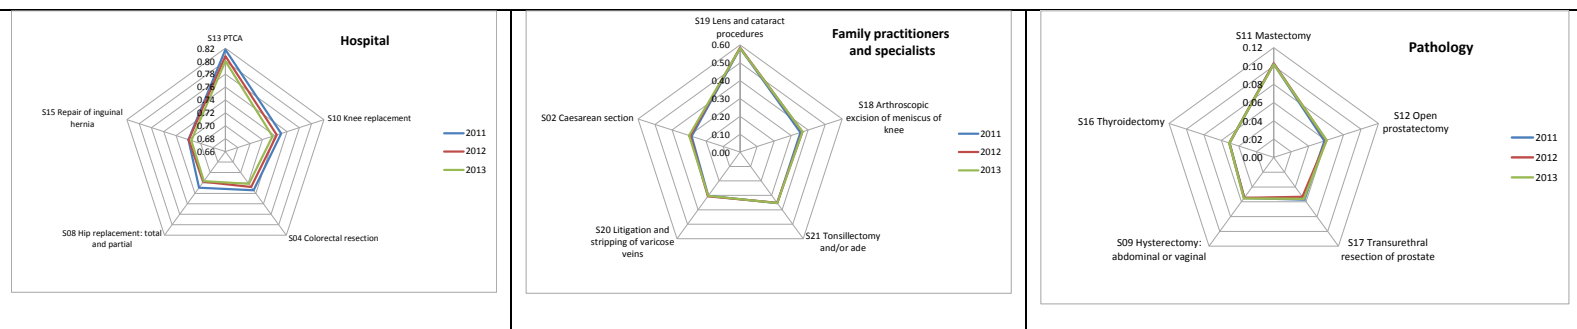 Hospital
S13 PTCA
0.82
0.80
0.78
0.76
0.74
0.72
0.70
0.68
0.66
S10 Knee replacement
S04 Colorectal resection
S08 Hip replacement: total
and partial
S15 Repair of inguinal
hernia
2011
2012
2013
Family practitioners
and specialists
S19 Lens and cataract
procedures
0.60
0.50
0.40
0.30
0.20
0.10
0.00
S18 Arthroscopic
excision of meniscus of
knee
S21 Tonsillectomy
and/or ade
S20 Litigation and
stripping of varicose
veins
S02 Caesarean section
2011
2012
2013
Pathology
S11 Mastectomy
0.12
0.10
0.08
0.06
0.04
0.02
0.00
S12 Open
prostatectomy
S17 Transurethral
resection of prostate
S09 Hysterectomy:
abdominal or vaginal
S16 Thyroidectomy
2011
2012
2013